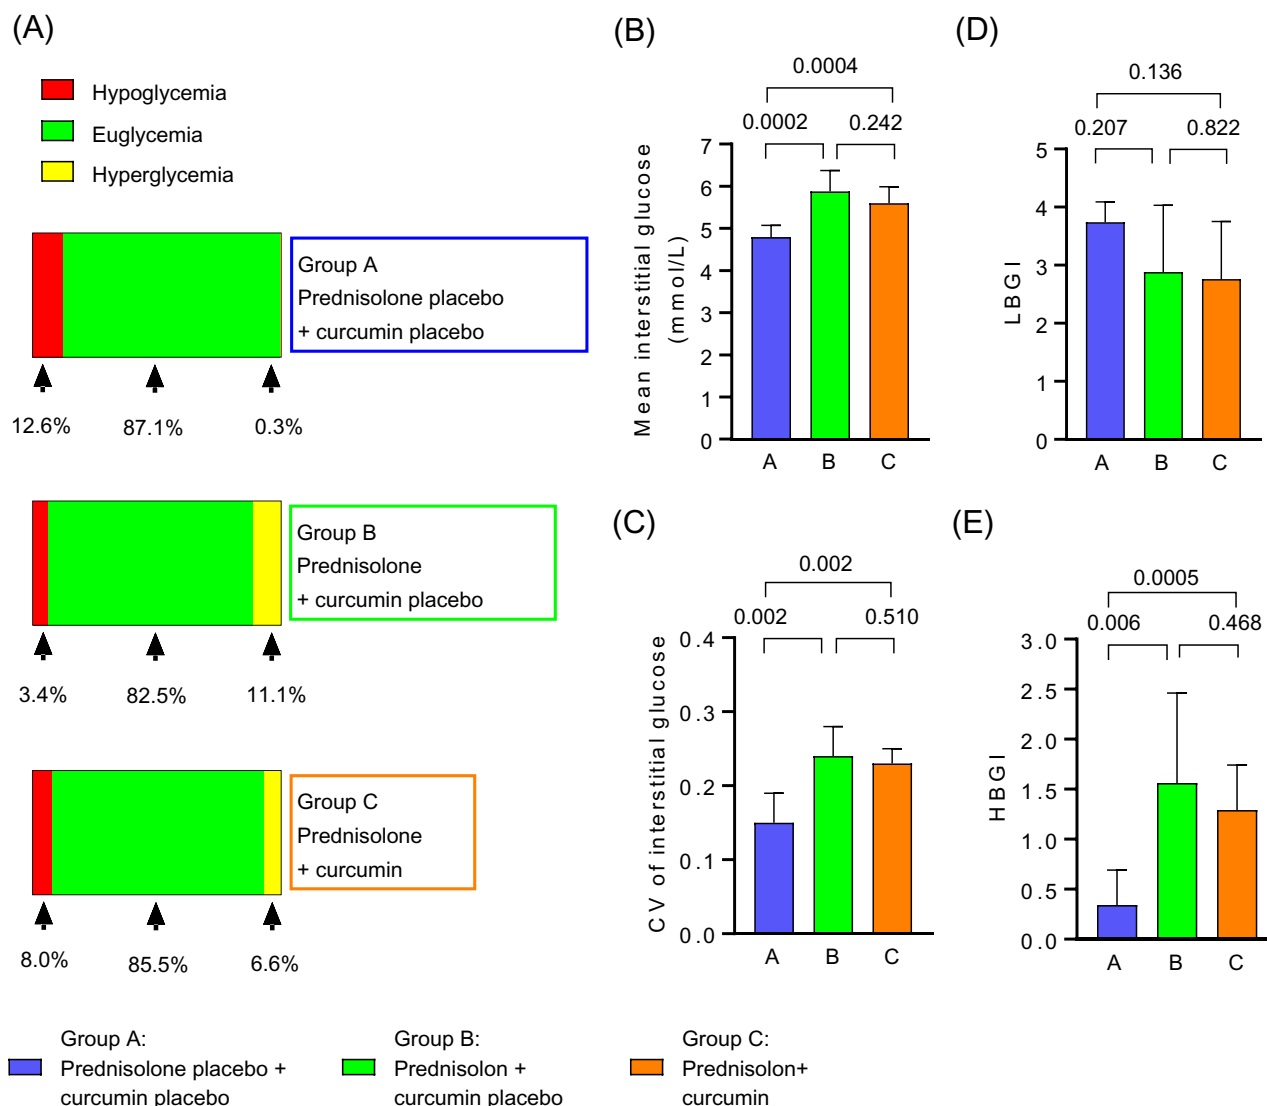 (A)
Hypoglycemia
Euglycemia
Hyperglycemia
Group A
Prednisolone placebo
+ curcumin placebo
12.6%
87.1%
0.3%
Group B
Prednisolone
+ curcumin placebo
3.4%
82.5%
11.1%
Group C
Prednisolone
+ curcumin
8.0%
85.5%
6.6%
(B)
0.0004
0.0002
0.242
Mean interstitial glucose
(mmol/L)
7
6
5
4
3
2
1
0
A
B
C
(D)
0.136
0.207
0.822
LBGI
5
4
3
2
1
0
A
B
C
(C)
0.002
0.002
0.510
CV of interstitial glucose
0.4
0.3
0.2
0.1
0.0
A
B
C
(E)
0.0005
0.006
0.468
HBGI
3.0
2.5
2.0
1.5
1.0
0.5
0.0
A
B
C
Group A:
Prednisolone placebo +
curcumin placebo
Group B:
Prednisolon +
curcumin placebo
Group C:
Prednisolon+
curcumin